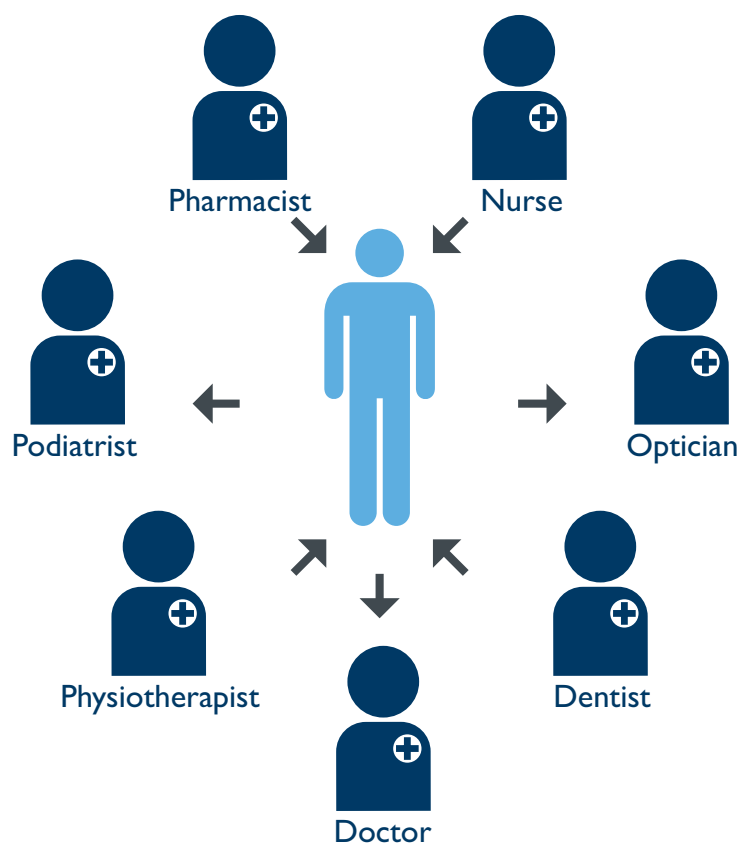 Pharmacist
Nurse
Podiatrist
Optician
Physiotherapist
Dentist
Doctor